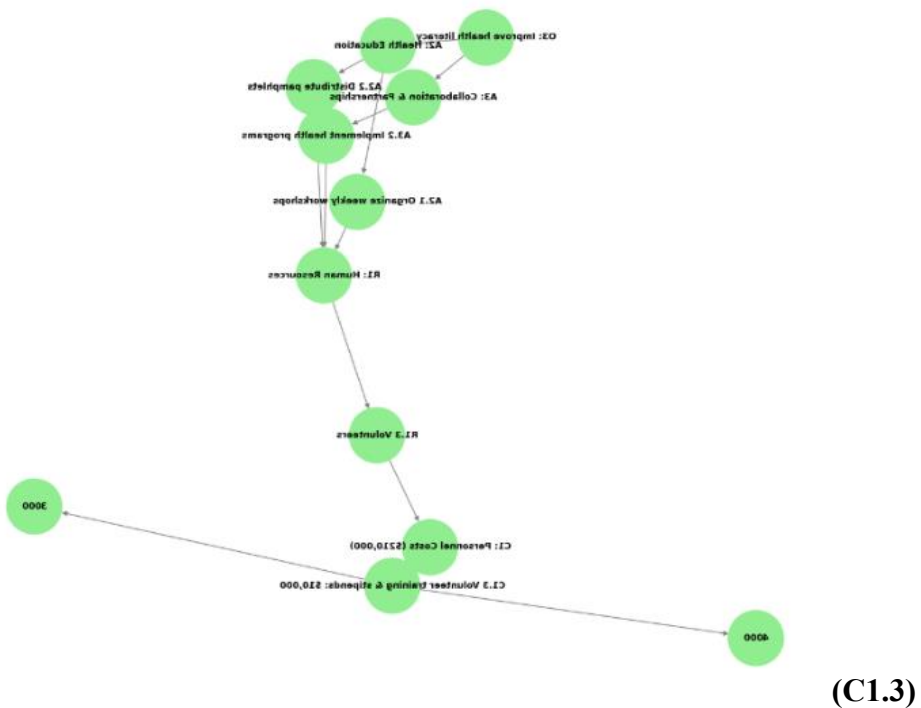 O3: Improve health literacy
A2: Health Education
A2.2 Distribute pamphlets
A3: Collaboration & Partnerships
A3.2 Implement health programs
A2.1 Organize weekly workshops
R1: Human Resources
R1.3 Volunteers
3000
C1: Personnel Costs ($210,000)
C1.3 Volunteer training & stipends: $10,000
4000
(C1.3)